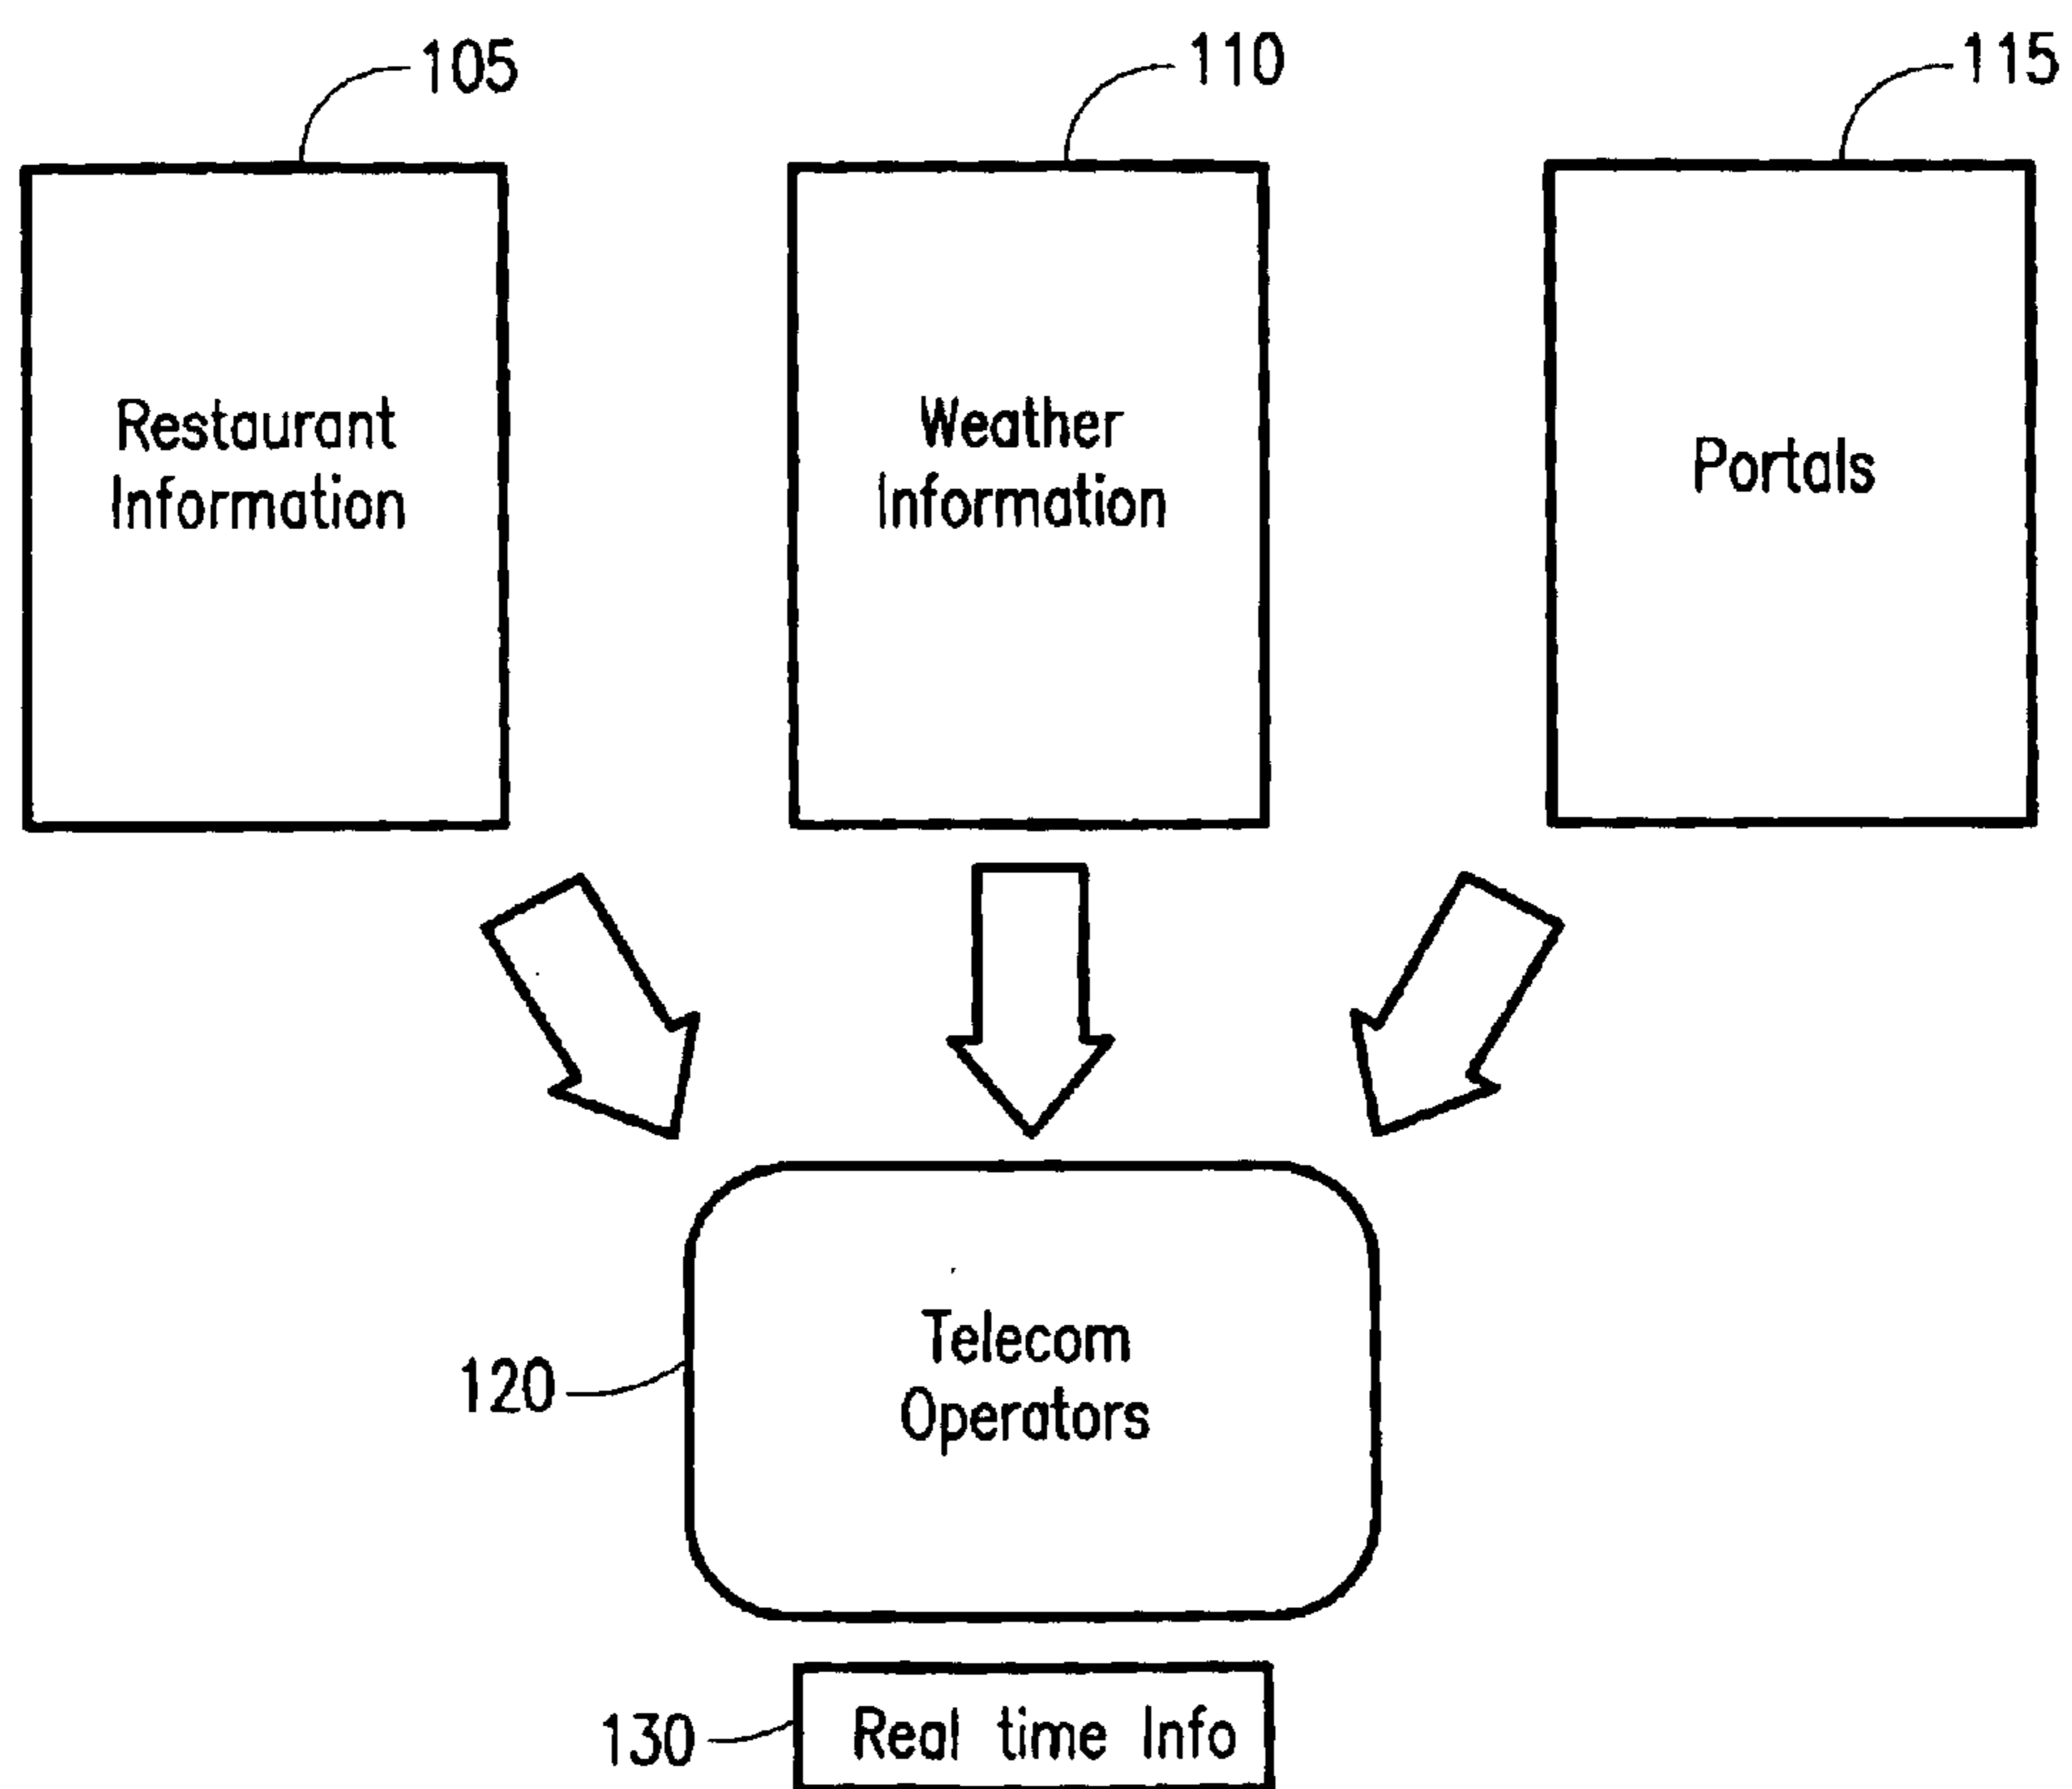 105
110
115
Restaurant
Information
Weather
Information
Portals
Telecom
Operators
120
130
Real time Info